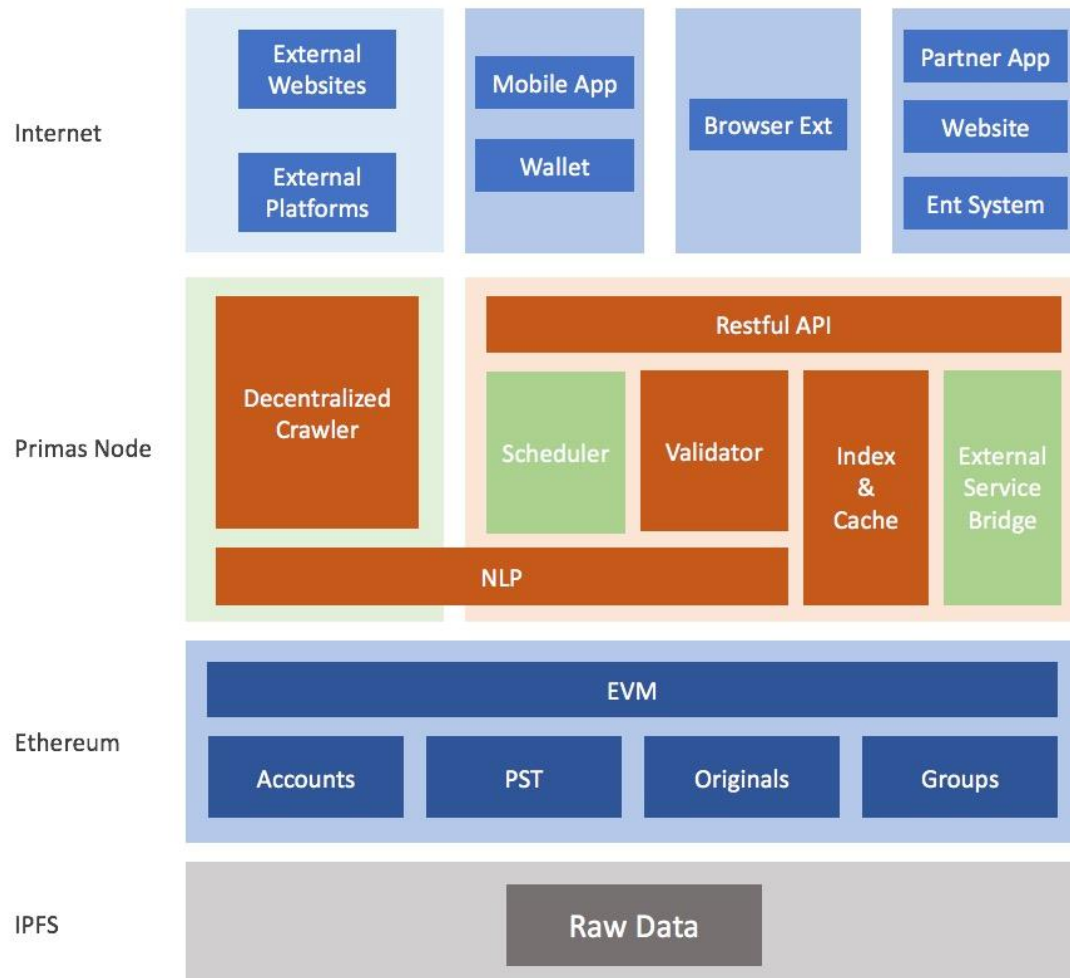 Internet
External
Websites
External
Platforms
Mobile App
Wallet
Browser Ext
Partner App
Website
Ent System
Primas Node
Decentralized
Crawler
Restful API
Scheduler
Validator
Index
&
Cache
External
Service
Bridge
NLP
Ethereum
EVM
Accounts
PST
Originals
Groups
IPFS
Raw Data